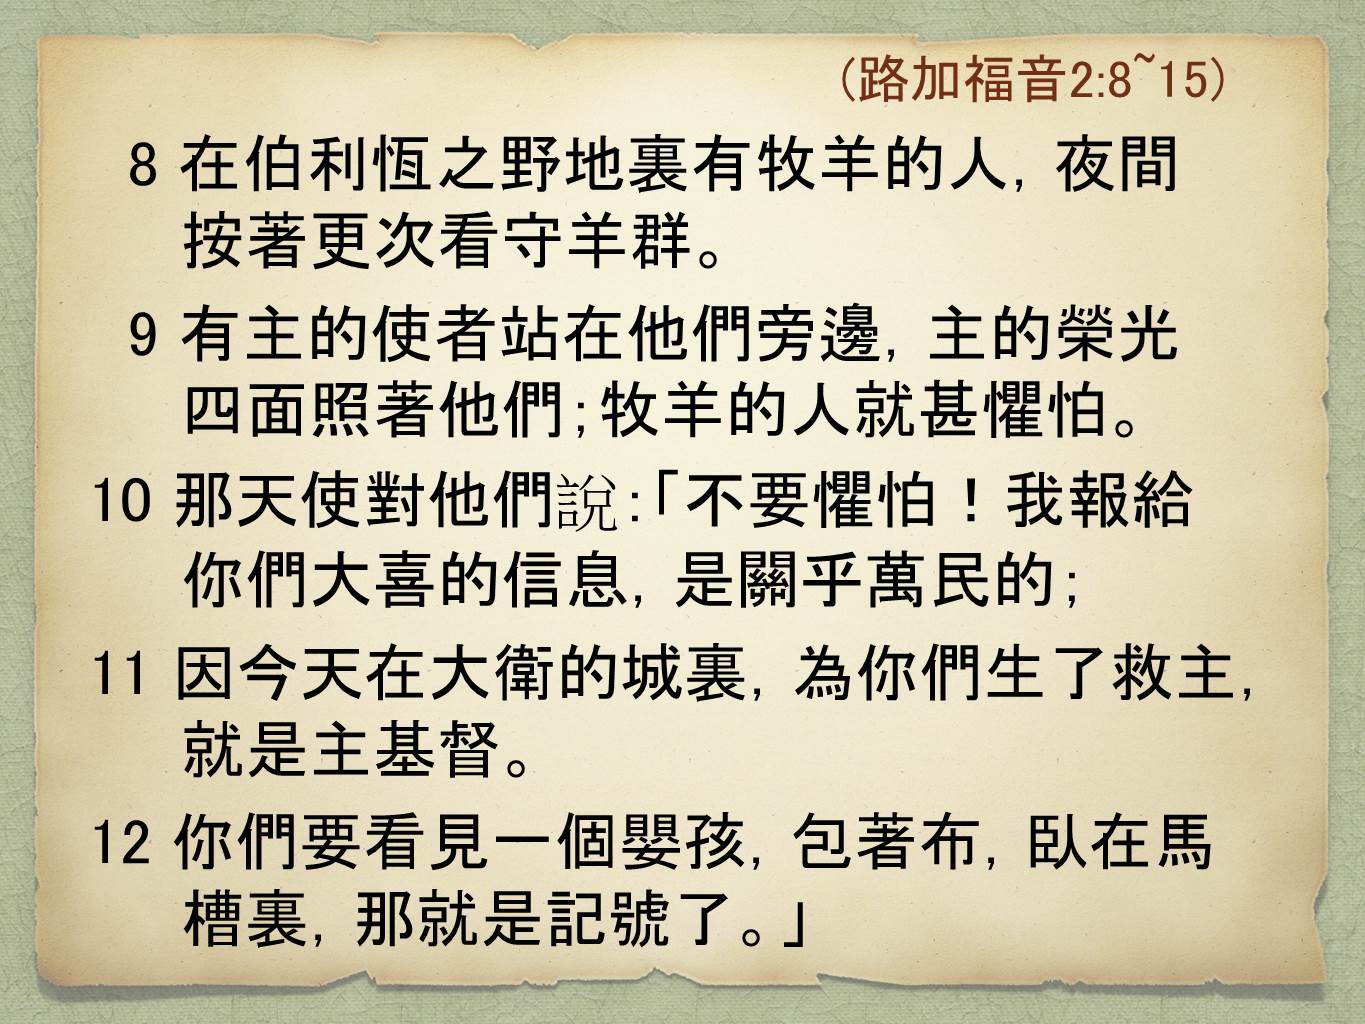 (路加福音2:8~15)
8 在伯利恆之野地裏有牧羊的人，夜間
按著更次看守羊群。
9 有主的使者站在他們旁邊，主的榮光
四面照著他們；牧羊的人就甚懼怕。
10 那天使對他們說：「不要懼怕！我報給
你們大喜的信息，是關乎萬民的；
11 因今天在大衛的城裏，為你們生了救主，
就是主基督。
12 你們要看見一個嬰孩，包著布，臥在馬
槽裏，那就是記號了。」